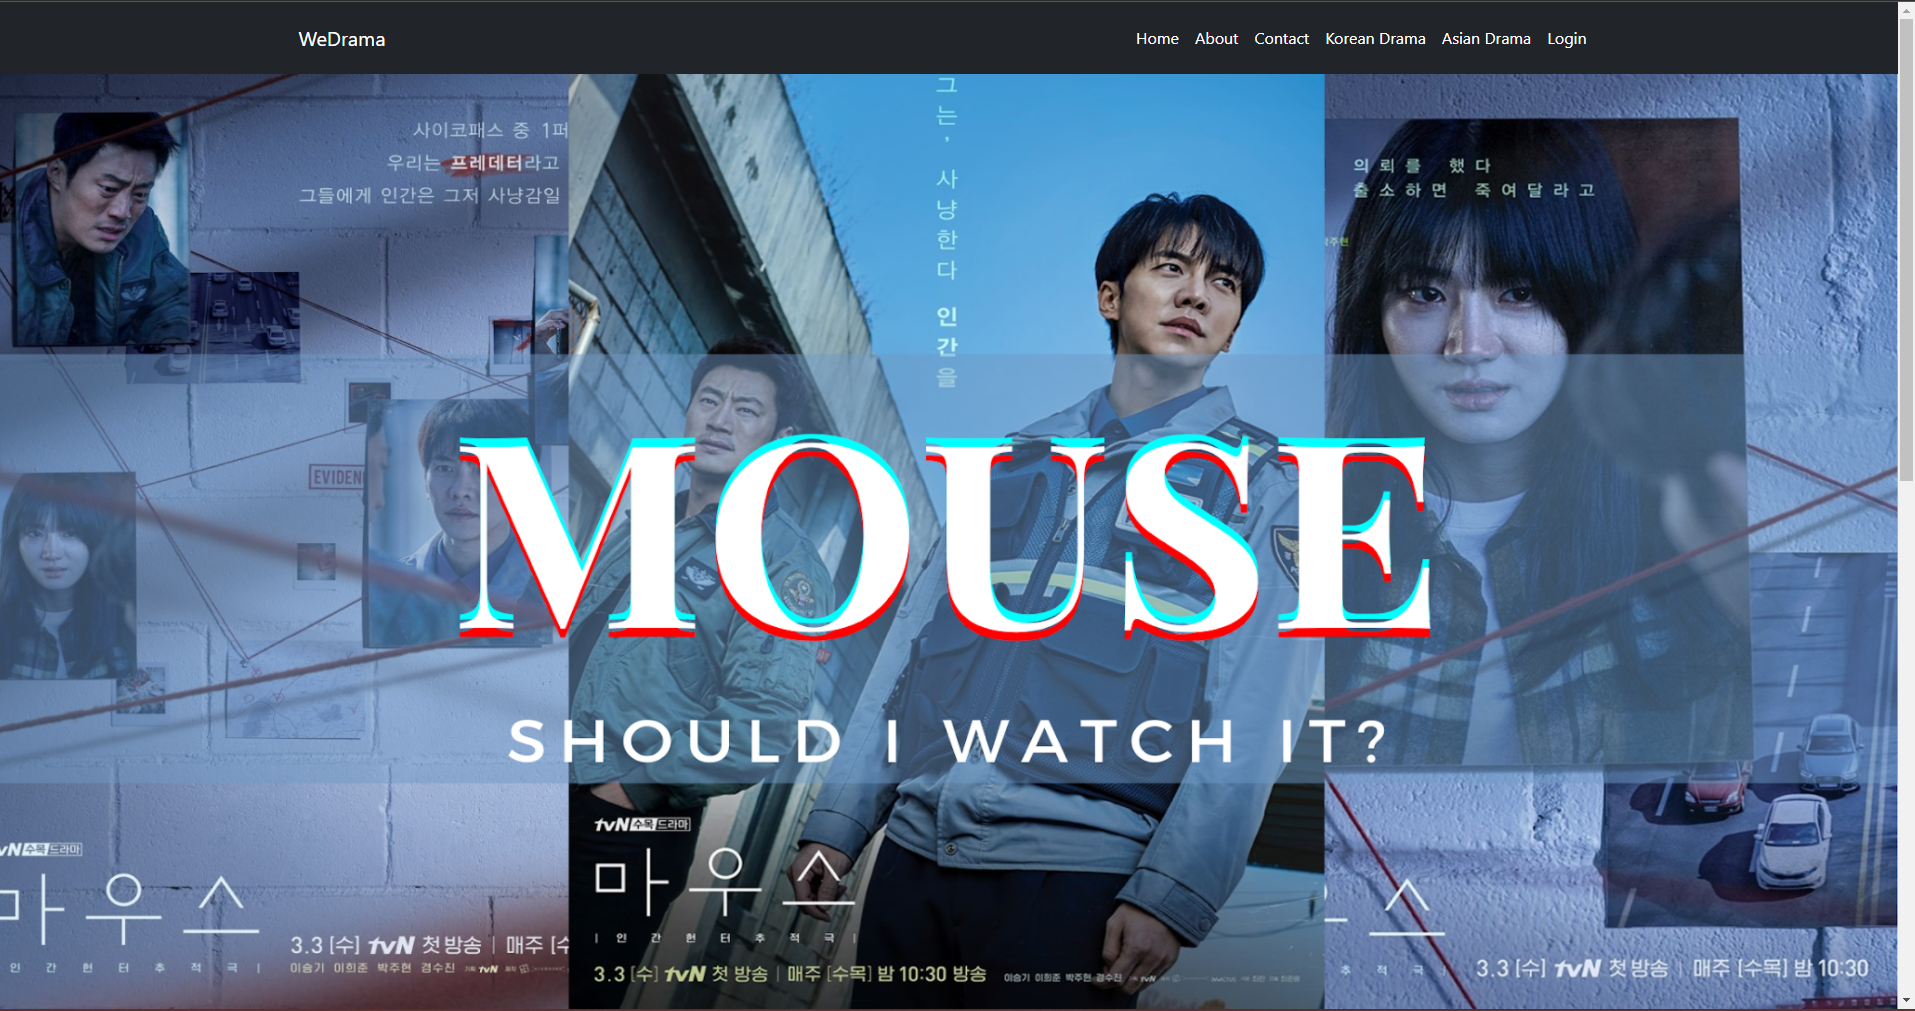 WeDrama
Home About Contact Korean Drama Asian Drama Login
사이코패스 중 1퍼
우리는 프레데터라고
그들에게 인간은 그저 사냥감일
그는, 사냥한다 인간을
의뢰를 했다
출소하면 죽여달라고
EVIDEN
MOUSE
SHOULD I WATCH IT?
tvN 수목드라마
마우스
인간헌터추적극
3.3 [수] tvN 첫방송 | 매주 [수
이승기 이희준 박주현 경수진
tvN 수목드라마
마우스
| 인간헌터추적극 |
3.3 [수] tvN 첫 방송 | 매주 [수목] 밤 10:30 방송
이승기 이희준 박주현 경수진
스
추적극 |
3.3 [수] tvN 첫 방송 | 매주 [수목] 밤 10:30